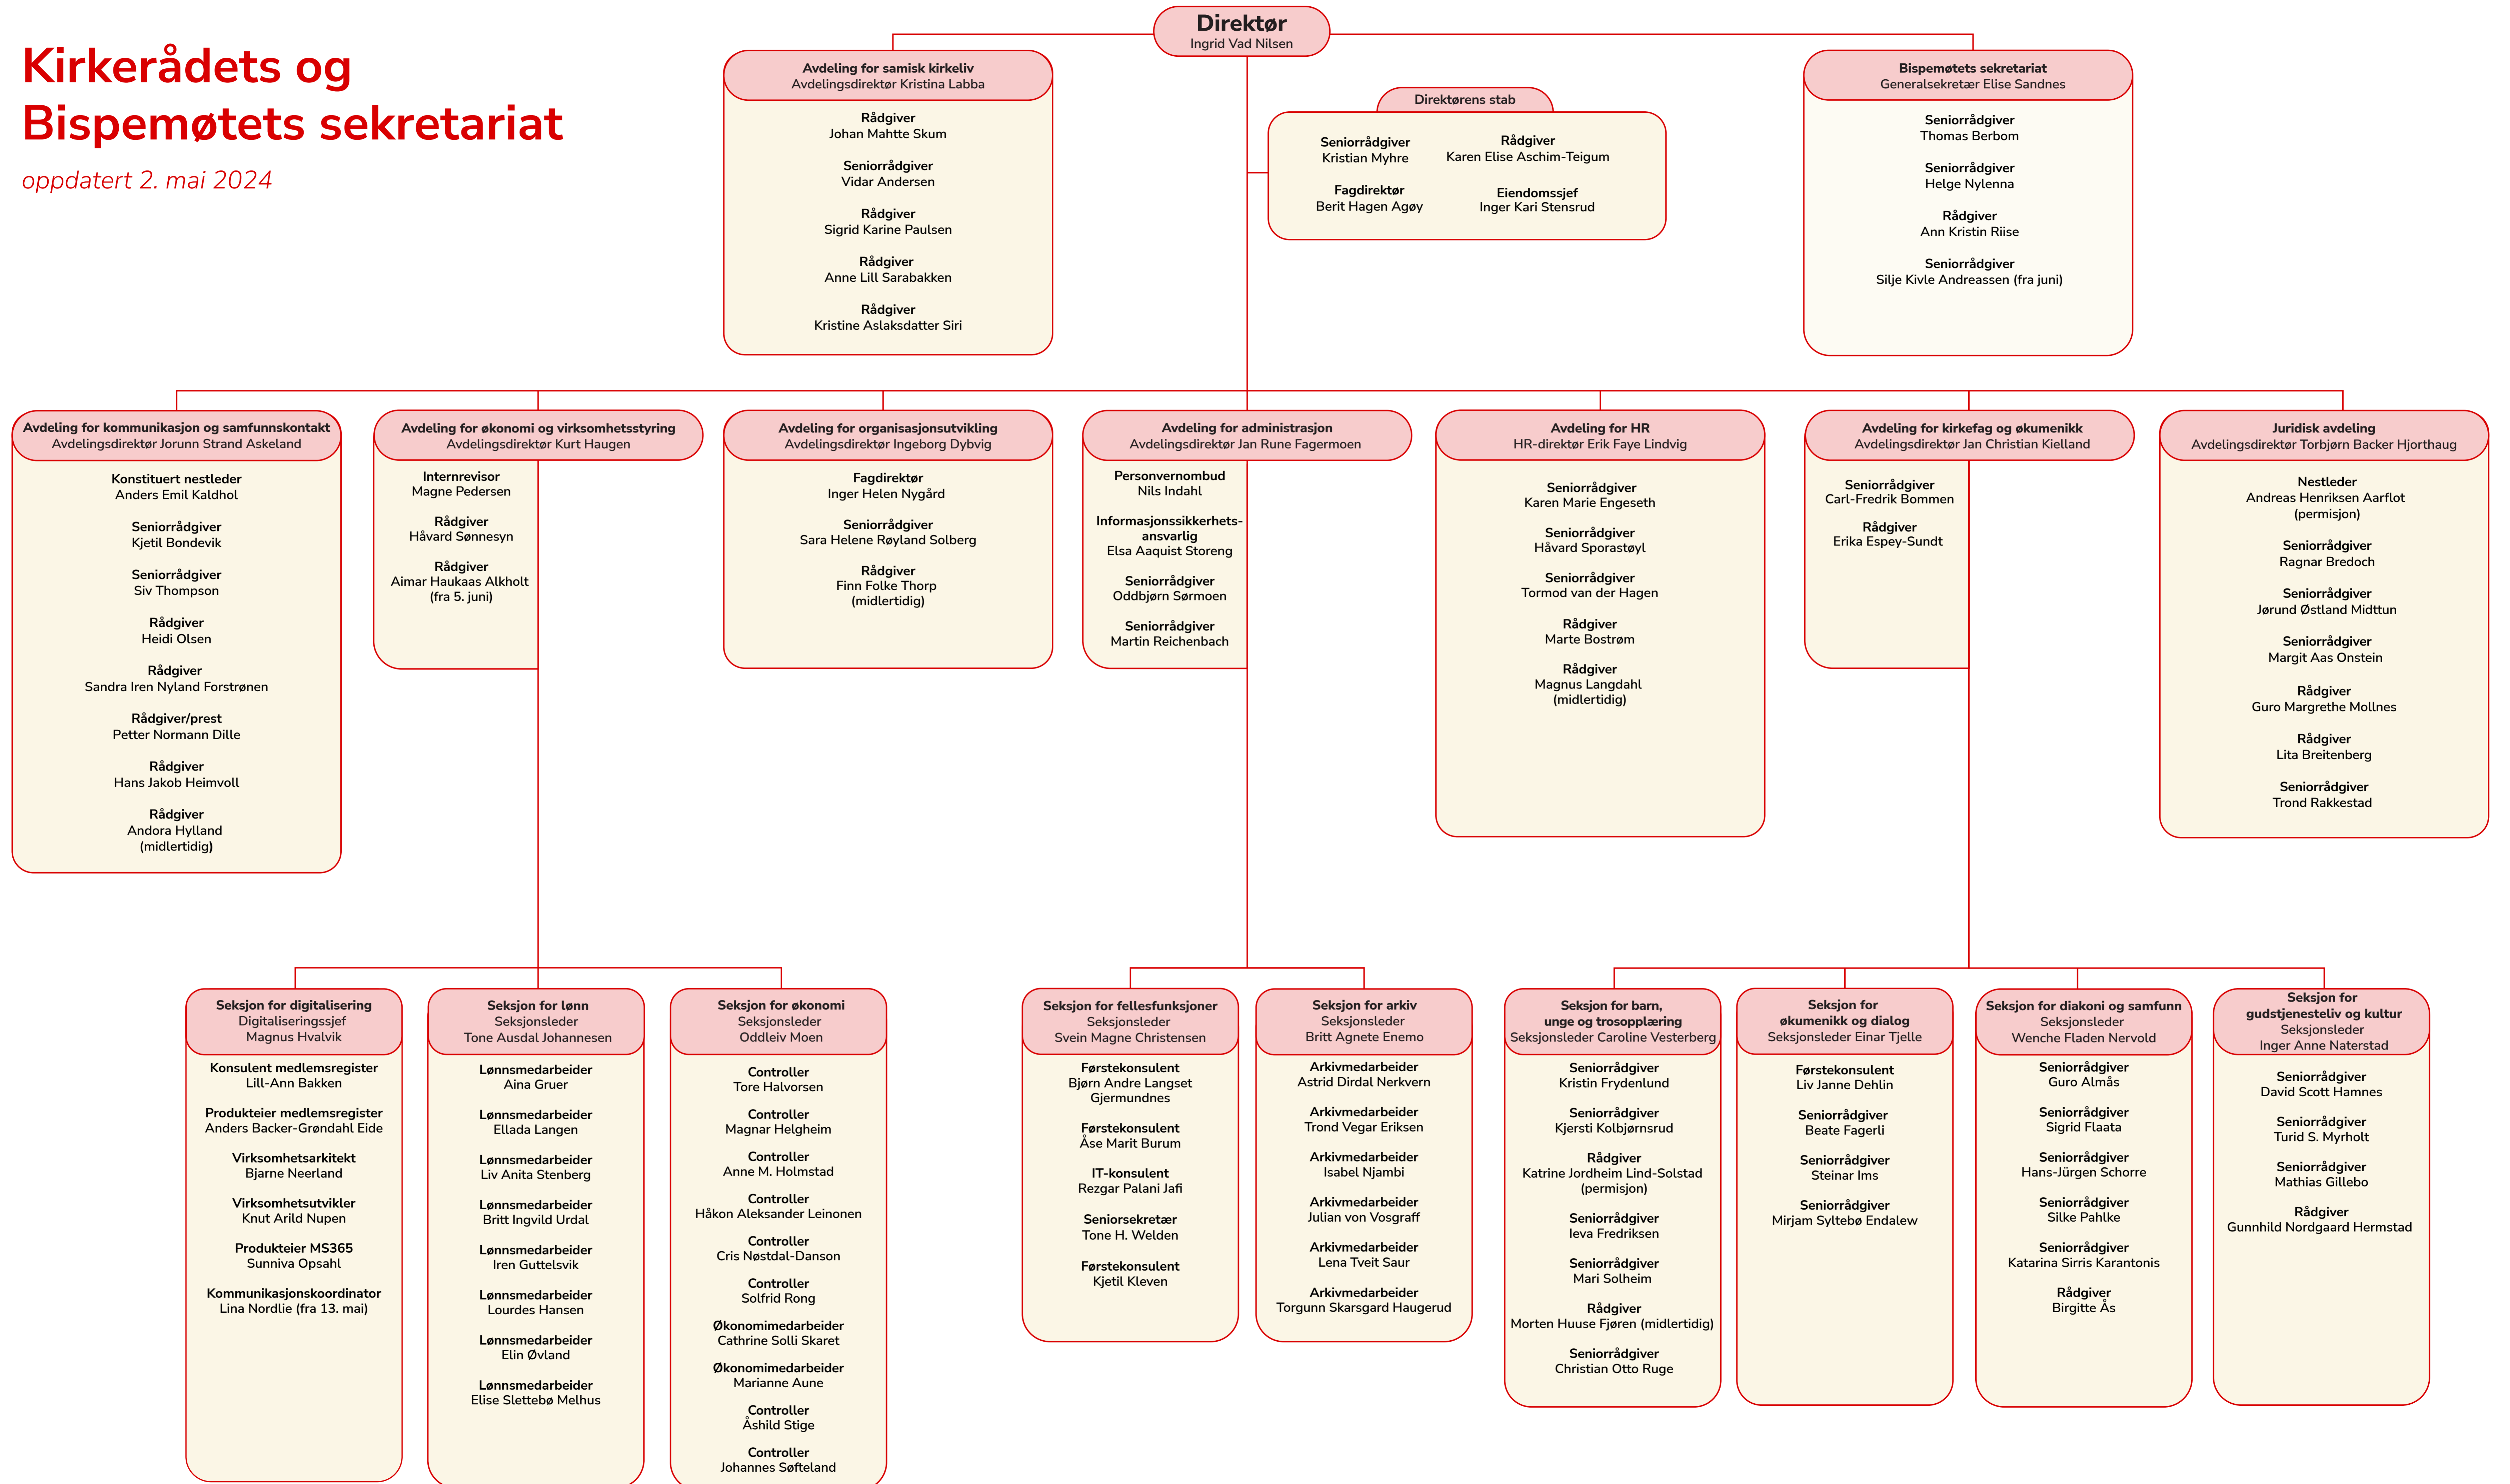 Kirkerådets og
Bispemøtets sekretariat
oppdatert 2. mai 2024
Direktør
Ingrid Vad Nilsen
Avdeling for samisk kirkeliv
Avdelingsdirektør Kristina Labba
Rådgiver
Johan Mahtte Skum
Seniorrådgiver
Vidar Andersen
Rådgiver
Sigrid Karine Paulsen
Rådgiver
Anne Lill Sarabakken
Rådgiver
Kristine Aslaksdatter Siri
Direktørens stab
Seniorrådgiver
Kristian Myhre
Fagdirektør
Berit Hagen Agøy
Rådgiver
Karen Elise Aschim-Teigum
Eiendomssjef
Inger Kari Stensrud
Bispemøtets sekretariat
Generalsekretær Elise Sandnes
Seniorrådgiver
Thomas Berbom
Seniorrådgiver
Helge Nylenna
Rådgiver
Ann Kristin Riise
Seniorrådgiver
Silje Kivle Andreassen (fra juni)
Avdeling for kommunikasjon og samfunnskontakt
Avdelingsdirektør Jorunn Strand Askeland
Konstituert nestleder
Anders Emil Kaldhol
Seniorrådgiver
Kjetil Bondevik
Seniorrådgiver
Siv Thompson
Rådgiver
Heidi Olsen
Rådgiver
Sandra Iren Nyland Forstrønen
Rådgiver/prest
Petter Normann Dille
Rådgiver
Hans Jakob Heimvoll
Rådgiver
Andora Hylland
(midlertidig)
Avdeling for økonomi og virksomhetsstyring
Avdelingsdirektør Kurt Haugen
Internrevisor
Magne Pedersen
Rådgiver
Håvard Sønnesyn
Rådgiver
Aimar Haukaas Alkholt
(fra 5. juni)
Avdeling for organisasjonsutvikling
Avdelingsdirektør Ingeborg Dybvig
Fagdirektør
Inger Helen Nygård
Seniorrådgiver
Sara Helene Røyland Solberg
Rådgiver
Finn Folke Thorp
(midlertidig)
Avdeling for administrasjon
Avdelingsdirektør Jan Rune Fagermoen
Personvernombud
Nils Indahl
Informasjonssikkerhets-
ansvarlig
Elsa Aaquist Storeng
Seniorrådgiver
Oddbjørn Sørmoen
Seniorrådgiver
Martin Reichenbach
Avdeling for HR
HR-direktør Erik Faye Lindvig
Seniorrådgiver
Karen Marie Engeseth
Seniorrådgiver
Håvard Sporastøyl
Seniorrådgiver
Tormod van der Hagen
Rådgiver
Marte Bostrøm
Rådgiver
Magnus Langdahl
(midlertidig)
Avdeling for kirkefag og økumenikk
Avdelingsdirektør Jan Christian Kielland
Seniorrådgiver
Carl-Fredrik Bommen
Rådgiver
Erika Espey-Sundt
Juridisk avdeling
Avdelingsdirektør Torbjørn Backer Hjorthaug
Nestleder
Andreas Henriksen Aarflot
(permisjon)
Seniorrådgiver
Ragnar Bredoch
Seniorrådgiver
Jørund Østland Midttun
Seniorrådgiver
Margit Aas Onstein
Rådgiver
Guro Margrethe Mollnes
Rådgiver
Lita Breitenberg
Seniorrådgiver
Trond Rakkestad
Seksjon for digitalisering
Digitaliseringssjef
Magnus Hvalvik
Konsulent medlemsregister
Lill-Ann Bakken
Produkteier medlemsregister
Anders Backer-Grøndahl Eide
Virksomhetsarkitekt
Bjarne Neerland
Virksomhetsutvikler
Knut Arild Nupen
Produkteier MS365
Sunniva Opsahl
Kommunikasjonskoordinator
Lina Nordlie (fra 13. mai)
Seksjon for lønn
Seksjonsleder
Tone Ausdal Johannesen
Lønnsmedarbeider
Aina Gruer
Lønnsmedarbeider
Ellada Langen
Lønnsmedarbeider
Liv Anita Stenberg
Lønnsmedarbeider
Britt Ingvild Urdal
Lønnsmedarbeider
Iren Guttelsvik
Lønnsmedarbeider
Lourdes Hansen
Lønnsmedarbeider
Elin Øvland
Lønnsmedarbeider
Elise Slettebø Melhus
Seksjon for økonomi
Seksjonsleder
Oddleiv Moen
Controller
Tore Halvorsen
Controller
Magnar Helgheim
Controller
Anne M. Holmstad
Controller
Håkon Aleksander Leinonen
Controller
Cris Nøstdal-Danson
Controller
Solfrid Rong
Økonomimedarbeider
Cathrine Solli Skaret
Økonomimedarbeider
Marianne Aune
Controller
Åshild Stige
Controller
Johannes Søfteland
Seksjon for fellesfunksjoner
Seksjonsleder
Svein Magne Christensen
Førstekonsulent
Bjørn Andre Langset
Gjermundnes
Førstekonsulent
Åse Marit Burum
IT-konsulent
Rezgar Palani Jafi
Seniorsekretær
Tone H. Welden
Førstekonsulent
Kjetil Kleven
Seksjon for arkiv
Seksjonsleder
Britt Agnete Enemo
Arkivmedarbeider
Astrid Dirdal Nerkvern
Arkivmedarbeider
Trond Vegar Eriksen
Arkivmedarbeider
Isabel Njambi
Arkivmedarbeider
Julian von Vosgraff
Arkivmedarbeider
Lena Tveit Saur
Arkivmedarbeider
Torgunn Skarsgard Haugerud
Seksjon for barn,
unge og trosopplæring
Seksjonsleder Caroline Vesterberg
Seniorrådgiver
Kristin Frydenlund
Seniorrådgiver
Kjersti Kolbjørnsrud
Rådgiver
Katrine Jordheim Lind-Solstad
(permisjon)
Seniorrådgiver
Ieva Fredriksen
Seniorrådgiver
Mari Solheim
Rådgiver
Morten Huuse Fjøren (midlertidig)
Seniorrådgiver
Christian Otto Ruge
Seksjon for
økumenikk og dialog
Seksjonsleder Einar Tjelle
Førstekonsulent
Liv Janne Dehlin
Seniorrådgiver
Beate Fagerli
Seniorrådgiver
Steinar Ims
Seniorrådgiver
Mirjam Syltebø Endalew
Seksjon for diakoni og samfunn
Seksjonsleder
Wenche Fladen Nervold
Seniorrådgiver
Guro Almås
Seniorrådgiver
Sigrid Flaata
Seniorrådgiver
Hans-Jürgen Schorre
Seniorrådgiver
Silke Pahlke
Seniorrådgiver
Katarina Sirris Karantonis
Rådgiver
Birgitte Ås
Seksjon for
gudstjenesteliv og kultur
Seksjonsleder
Inger Anne Naterstad
Seniorrådgiver
David Scott Hamnes
Seniorrådgiver
Turid S. Myrholt
Seniorrådgiver
Mathias Gillebo
Rådgiver
Gunnhild Nordgaard Hermstad